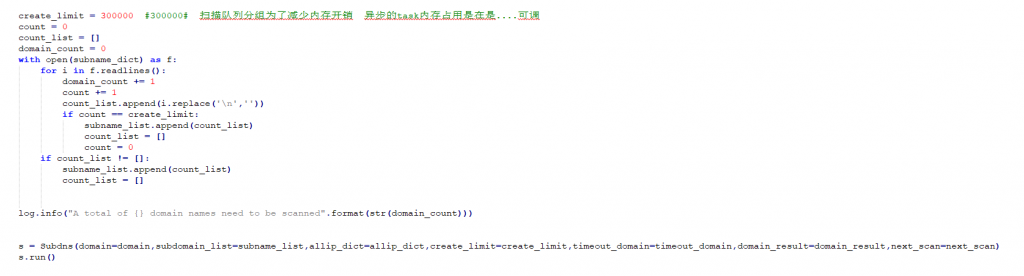 create_limit = 300000  #300000#  扫描队列分组为了减少内存开销  异步的task内存占用是在是....可调
count = 0
count_list = []
domain_count = 0
with open(subname_dict) as f:
    for i in f.readlines():
        domain_count += 1
        count += 1
        count_list.append(i.replace('\n',''))
        if count == create_limit:
            subname_list.append(count_list)
            count_list = []
            count = 0
    if count_list != []:
        subname_list.append(count_list)
        count_list = []
log.info("A total of {} domain names need to be scanned".format(str(domain_count)))
s = Subdns(domain=domain,subdomain_list=subname_list,allip_dict=allip_dict,create_limit=create_limit,timeout_domain=timeout_domain,domain_result=domain_result,next_scan=next_scan)
s.run()